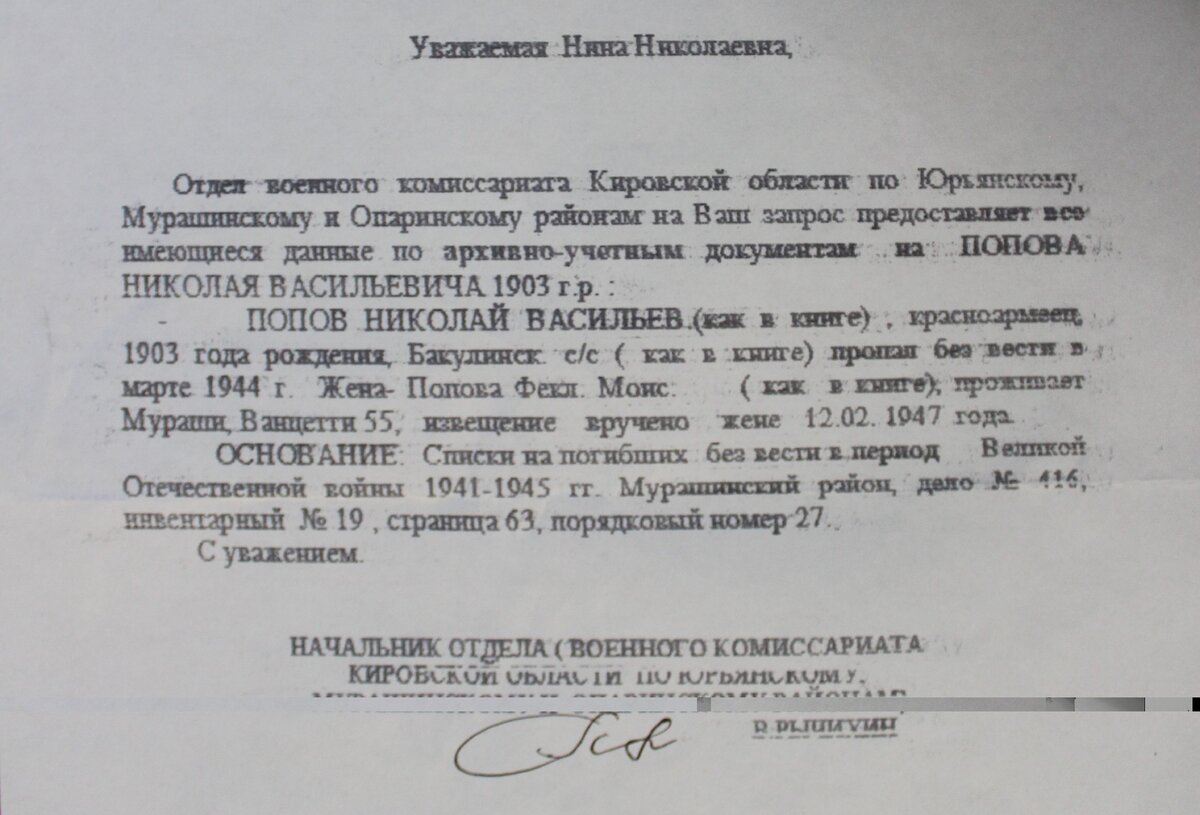 Уважаемая Нина Николаевна,
Отдел военного комиссариата Кировской области по Юрьянскому,
Мурашинскому и Опаринскому районам на Ваш запрос предоставляет все
имеющиеся данные по архивно-учетным документам на ПОПОВА
НИКОЛАЯ ВАСИЛЬЕВИЧА 1903 г.р. :
- ПОПОВ НИКОЛАЙ ВАСИЛЬЕВ.(как в книге) , красноармеец,
1903 года рождения, Бакулинск. с/с ( как в книге) пропал без вести в
марте 1944 г. Жена- Попова Фекл. Моис. ( как в книге), проживает
Мураши, Ванцетти 55, извещение вручено жене 12.02. 1947 года.
ОСНОВАНИЕ: Списки на погибших без вести в период Великой
Отечественной войны 1941-1945 гг. Мурашинский район, дело № 416,
инвентарный № 19 , страница 63, порядковый номер 27.
С уважением.
НАЧАЛЬНИК ОТДЕЛА ( ВОЕННОГО КОМИССАРИАТА
КИРОВСКОЙ ОБЛАСТИ ПО ЮРЬЯНСКОМУ,
МУРАШИНСКОМУ И ОПАРИНСКОМУ РАЙОНАМ